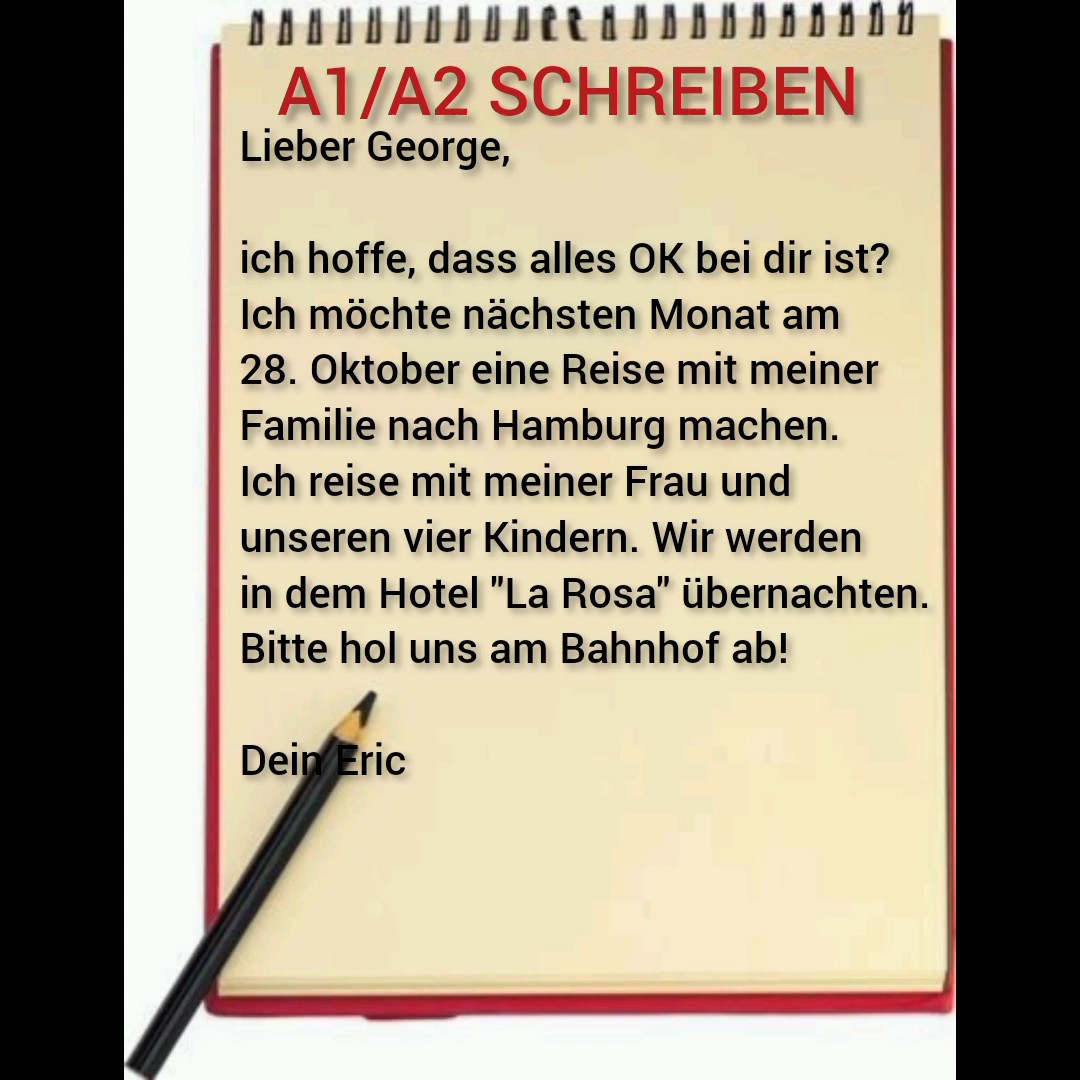 A1/A2 SCHREIBEN
Lieber George,
ich hoffe, dass alles OK bei dir ist?
Ich möchte nächsten Monat am
28. Oktober eine Reise mit meiner
Familie nach Hamburg machen.
Ich reise mit meiner Frau und
unseren vier Kindern. Wir werden
in dem Hotel "La Rosa" übernachten.
Bitte hol uns am Bahnhof ab!
Dein Eric